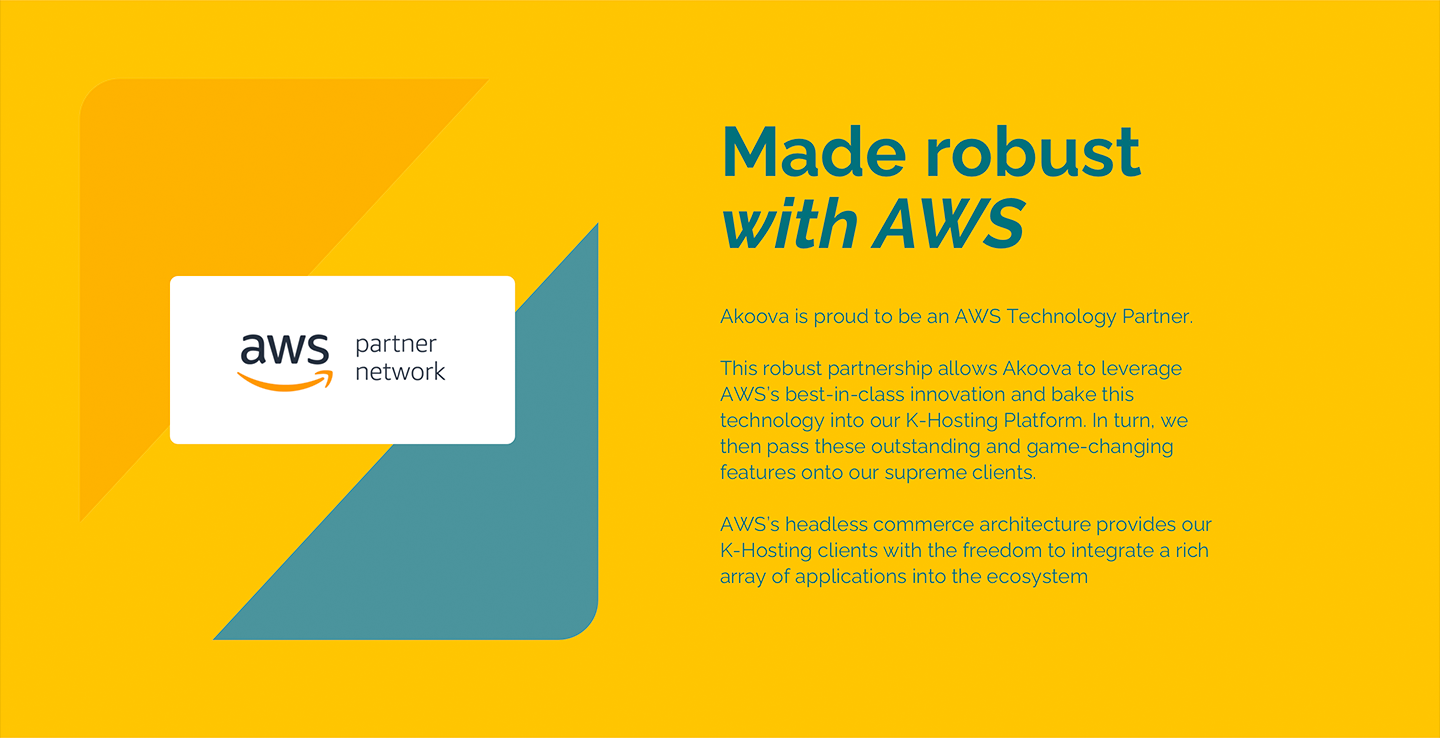 aws
partner
network
Made robust
with AWS
Akoova is proud to be an AWS Technology Partner.
This robust partnership allows Akoova to leverage
AWS's best-in-class innovation and bake this
technology into our K-Hosting Platform. In turn, we
then pass these outstanding and game-changing
features onto our supreme clients.
AWS's headless commerce architecture provides our
K-Hosting clients with the freedom to integrate a rich
array of applications into the ecosystem